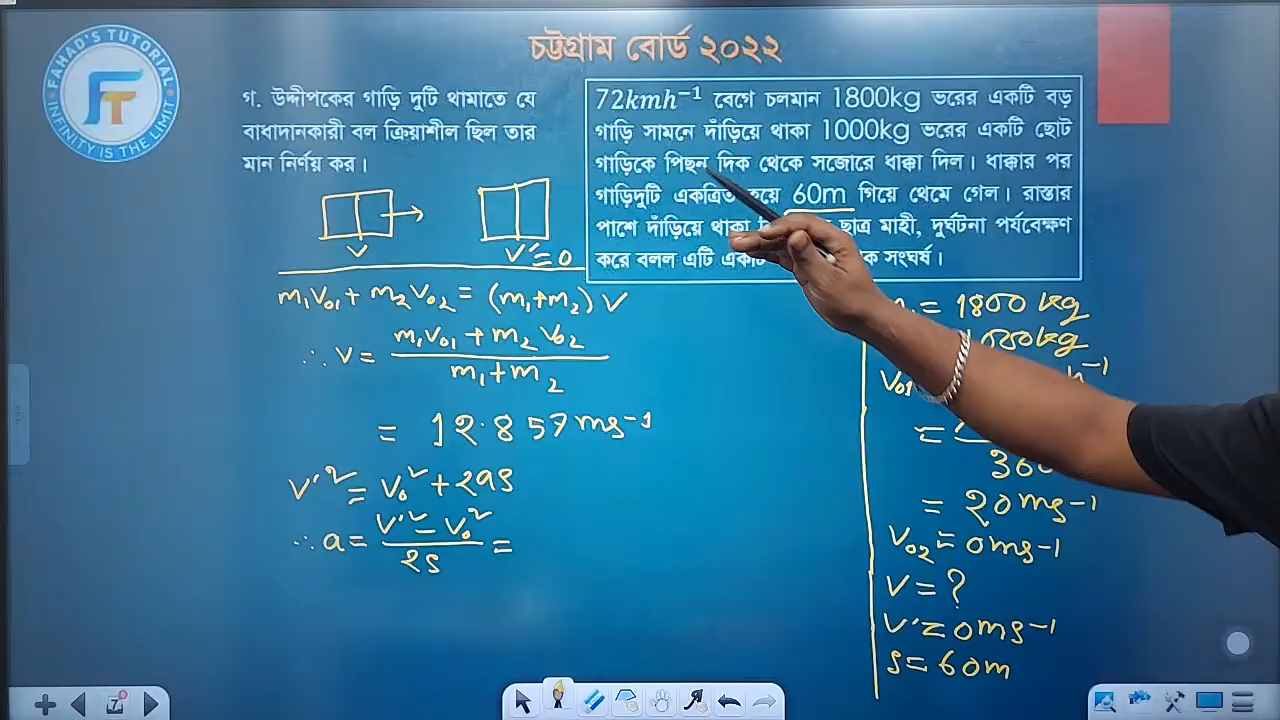 FAHAD'S TUTORIAL
FT
INFINITY IS THE LIMIT
চট্টগ্রাম বোর্ড ২০২২
গ. উদ্দীপকের গাড়ি দুটি থামাতে যে
বাধাদানকারী বল ক্রিয়াশীল ছিল তার
মান নির্ণয় কর।
72kmh⁻¹ বেগে চলমান 1800kg ভরের একটি বড়
গাড়ি সামনে দাঁড়িয়ে থাকা 1000kg ভরের একটি ছোট
গাড়িকে পিছন দিক থেকে সজোরে ধাক্কা দিল। ধাক্কার পর
গাড়িদুটি একত্রিত হয়ে 60m গিয়ে থেমে গেল। রাস্তার
পাশে দাঁড়িয়ে থাকা ছাত্র মাহী, দুর্ঘটনা পর্যবেক্ষণ
করে বলল এটি একটি সংঘর্ষ।
V
V'=0
m₁V₀₁ + m₂V₀₂ = (m₁+m₂) V
∴ V = (m₁V₀₁ + m₂V₀₂) / (m₁+m₂)
= 12.857 ms⁻¹
V'² = V₀² + 2as
∴ a = (V'² - V₀²) / 2s =
= 1800 kg
kg
V₀₁
=
= 20 ms⁻¹
V₀₂ = 0 ms⁻¹
V = ?
V' = 0 ms⁻¹
s = 60m